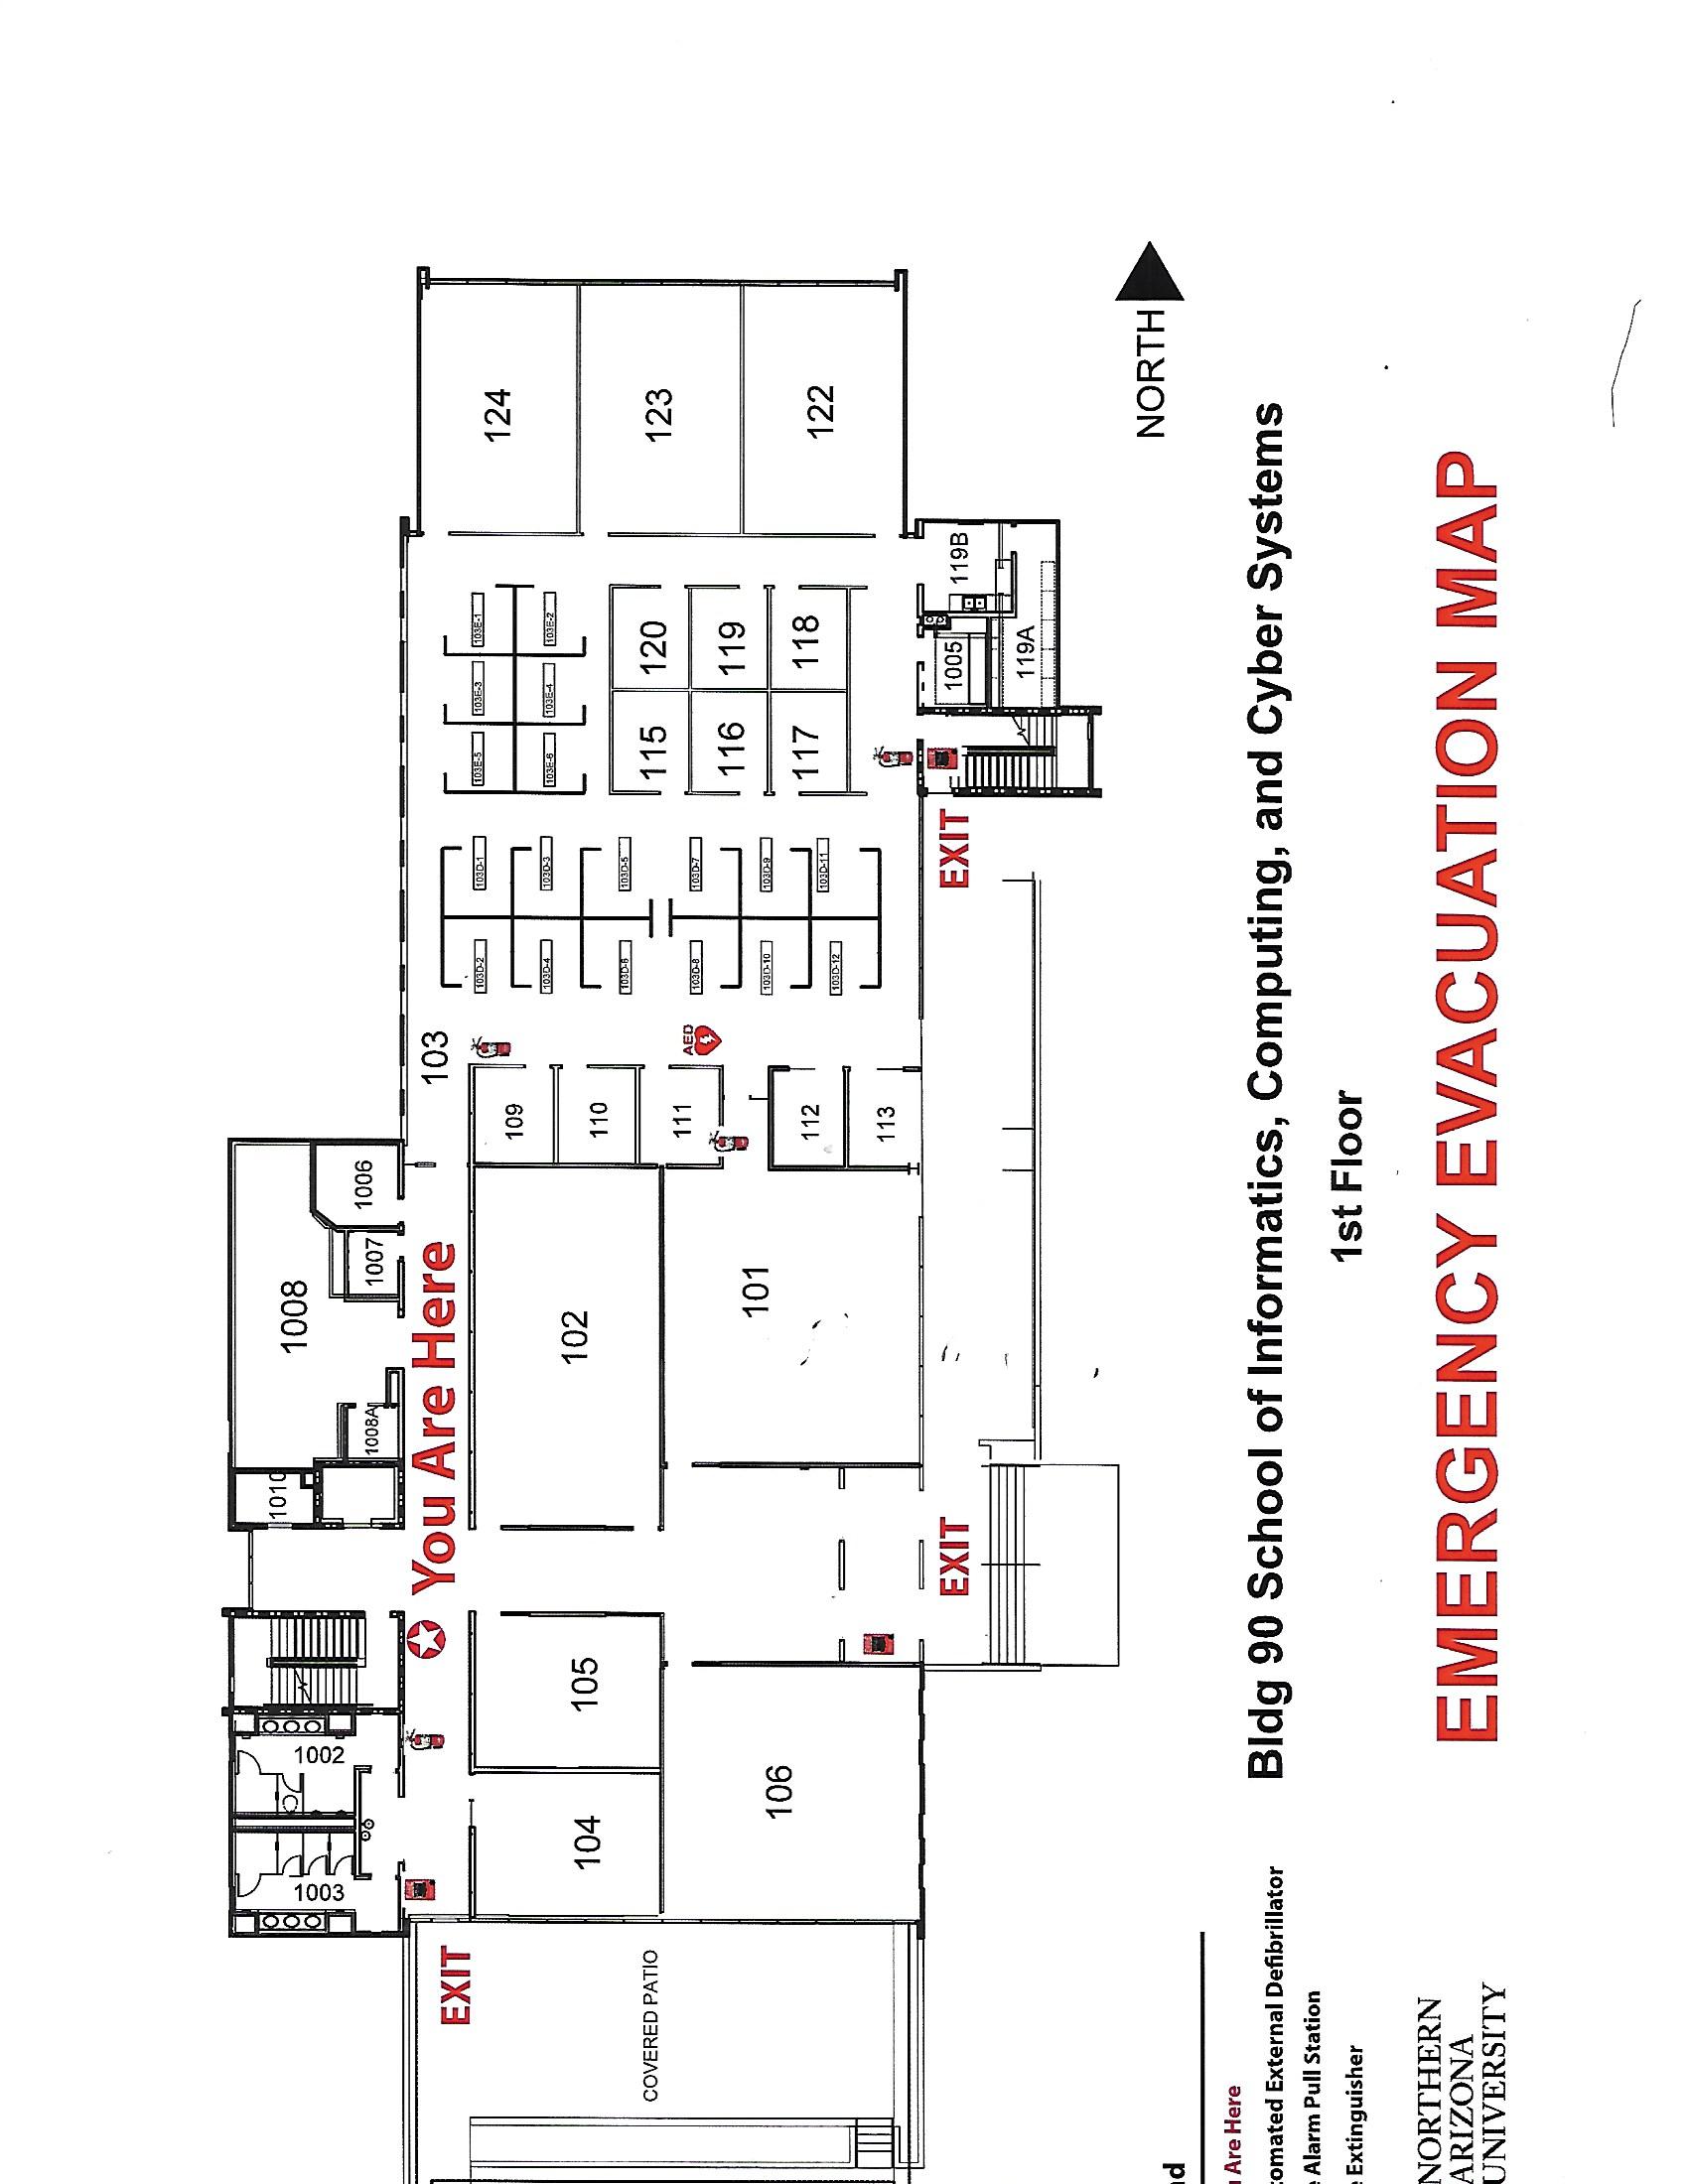 1003
1002
1010
1008
1008A
1007
1006
You Are Here
103
EXIT
104
105
102
109
110
111
AED
101
106
112
113
COVERED PATIO
103D-2
103D-1
103D-4
103D-3
103D-6
103D-5
103D-8
103D-7
103D-10
103D-9
103D-12
103D-11
103E-5
103E-3
103E-1
103E-6
103E-4
103E-2
115
120
116
119
117
118
124
123
122
EXIT
EXIT
1005
119B
119A
NORTH
Are Here
omated External Defibrillator
Alarm Pull Station
Extinguisher
Bldg 90 School of Informatics, Computing, and Cyber Systems
1st Floor
EMERGENCY EVACUATION MAP
NORTHERN
ARIZONA
UNIVERSITY